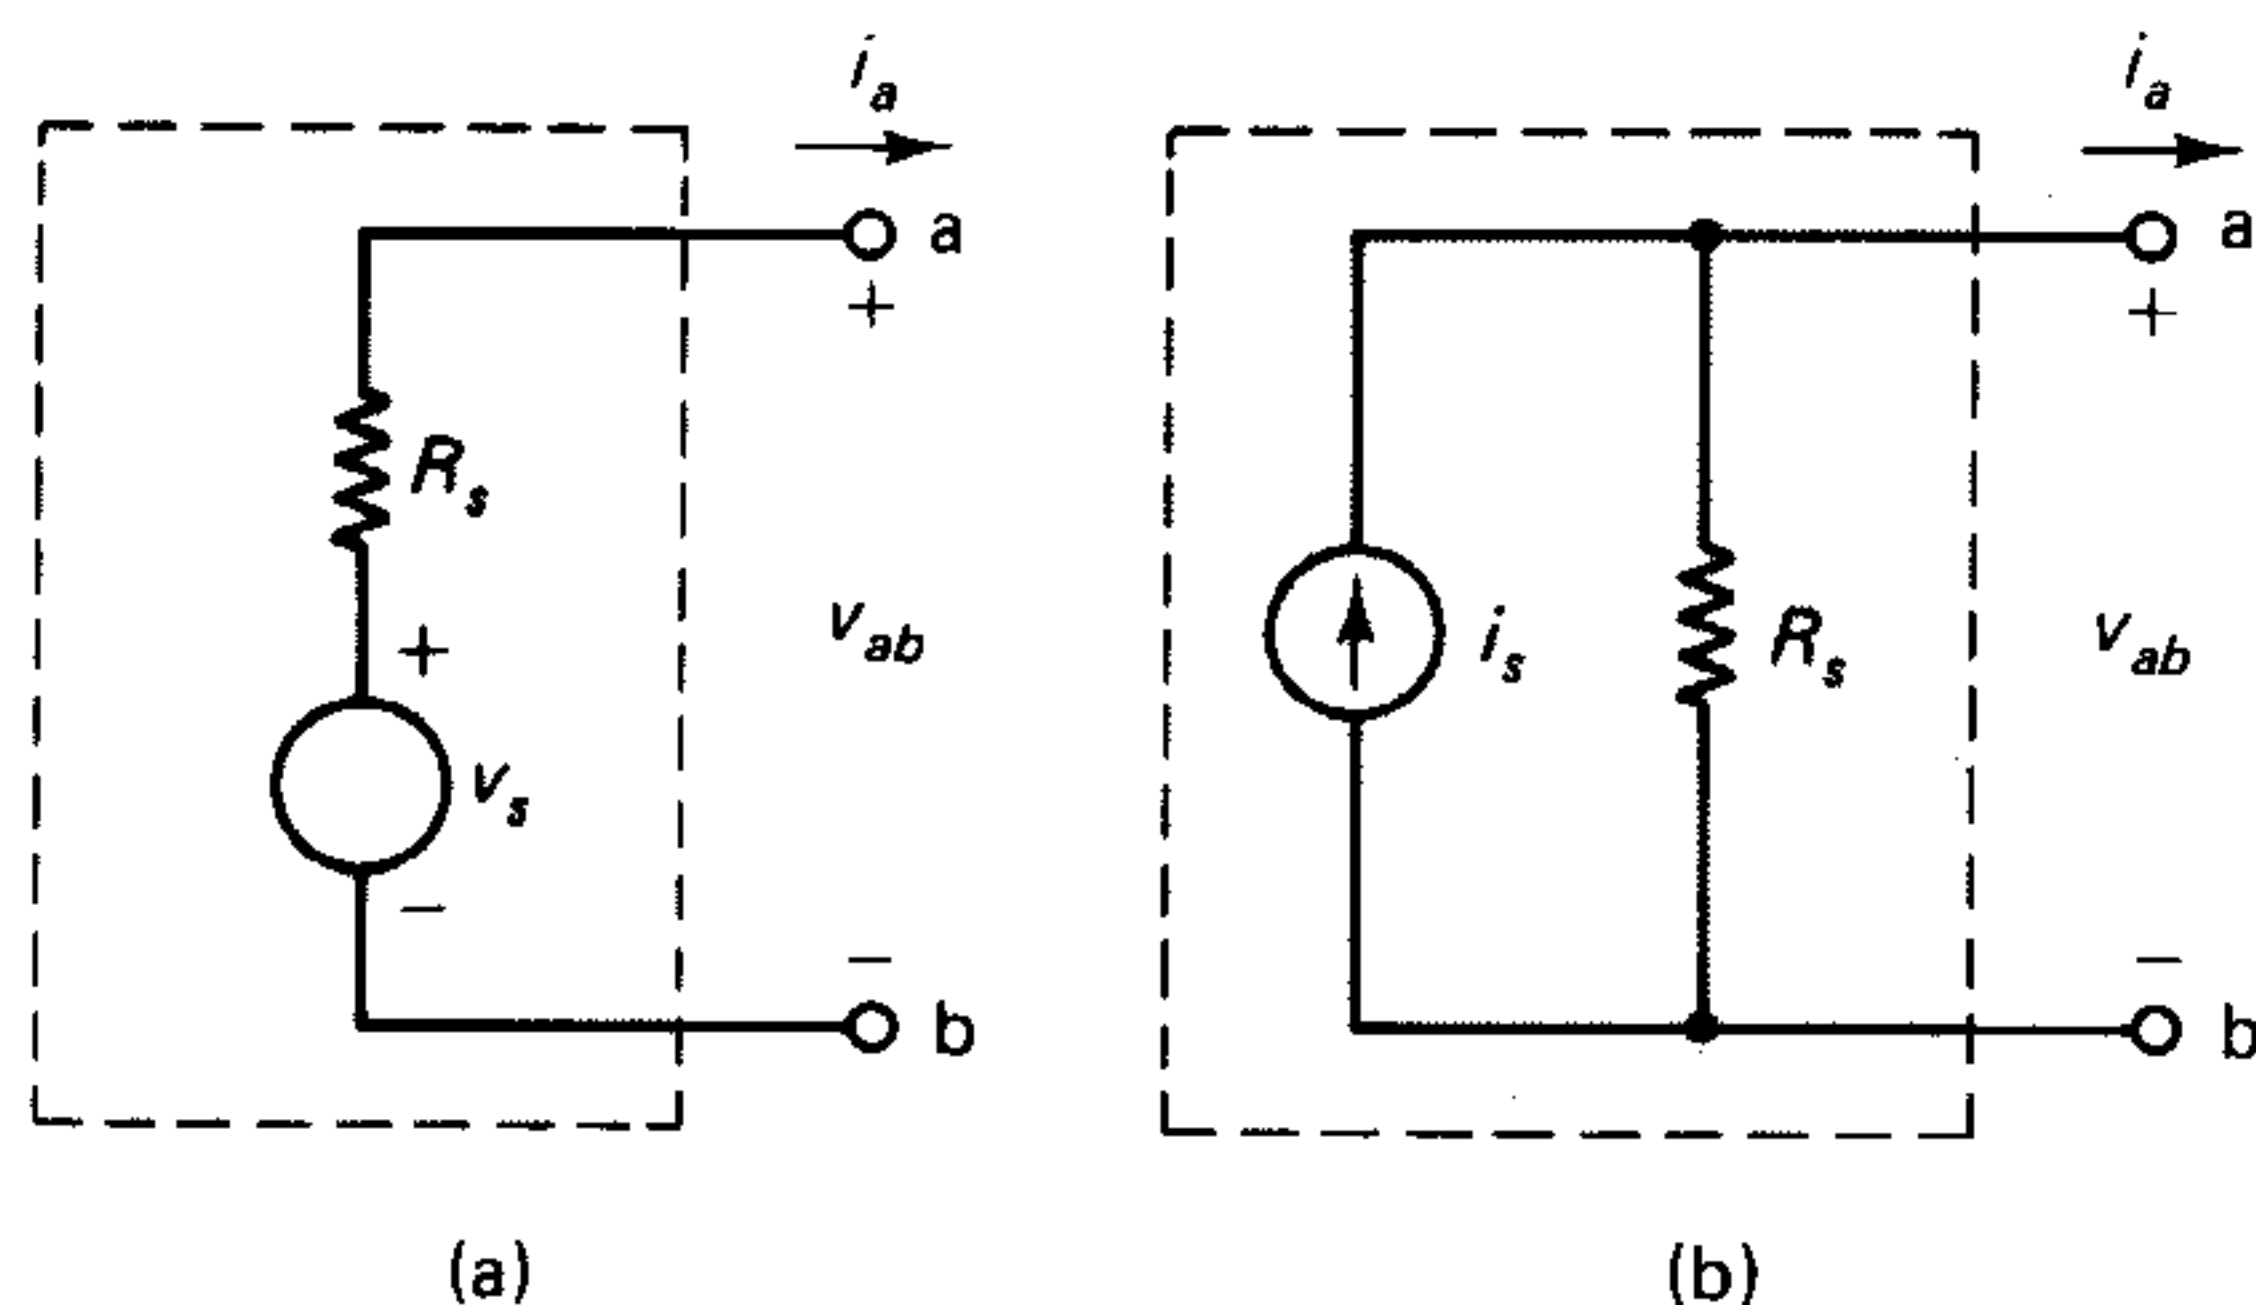 i_a
a
+
R_s
+
v_s
−
v_ab
−
b
(a)
i_a
a
+
i_s
R_s
v_ab
−
b
(b)